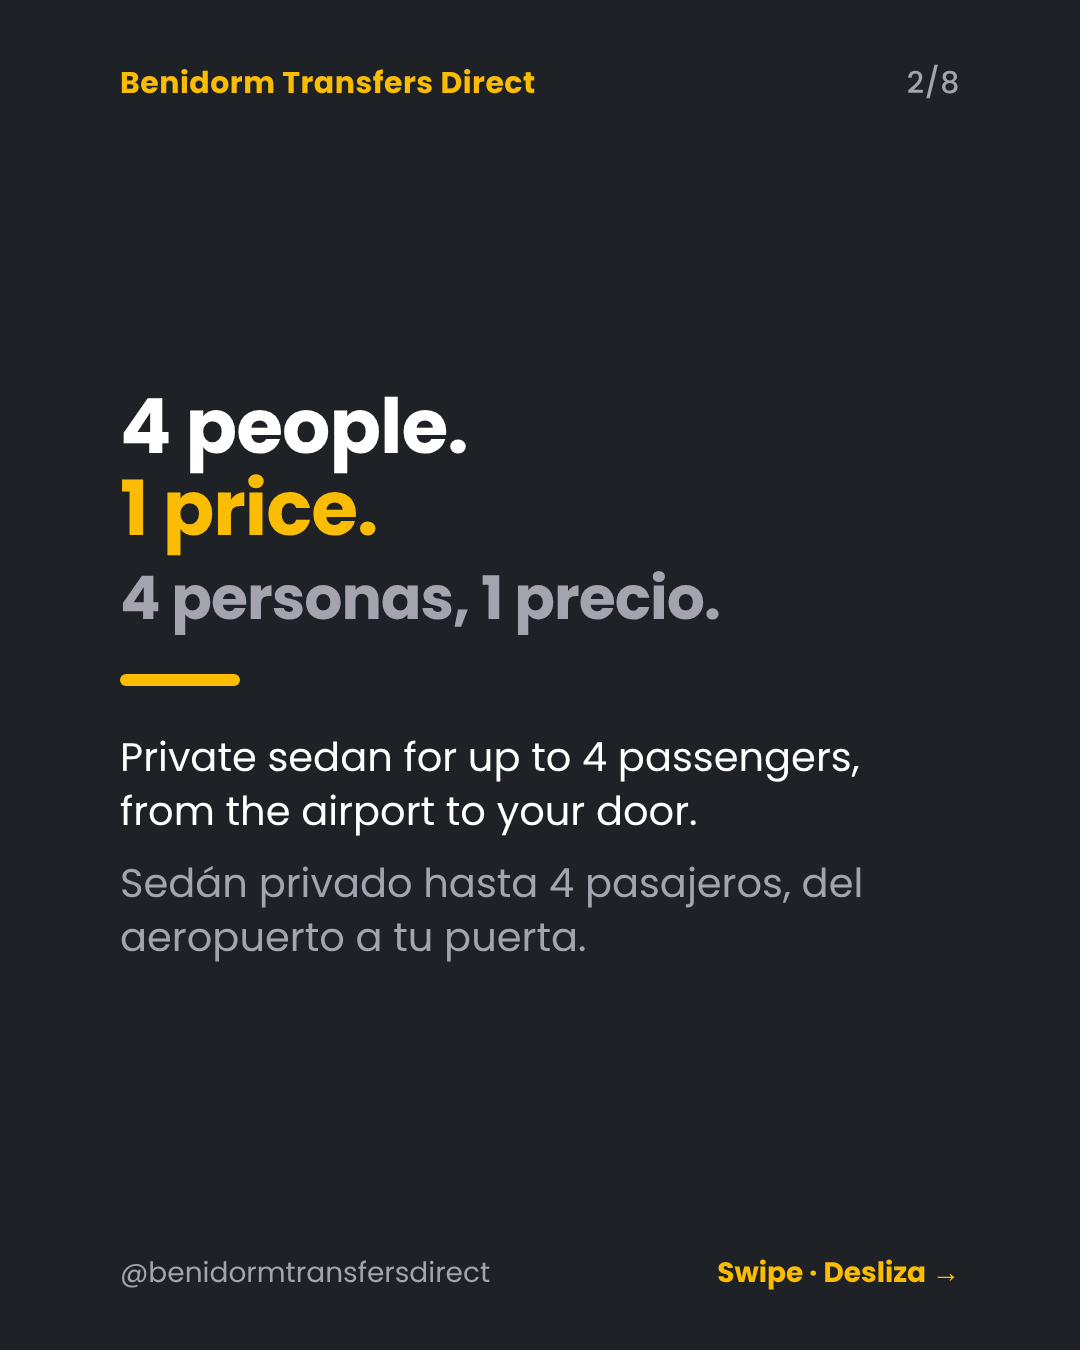 Benidorm Transfers Direct
2/8
4 people.
1 price.
4 personas, 1 precio.
Private sedan for up to 4 passengers,
from the airport to your door.
Sedán privado hasta 4 pasajeros, del
aeropuerto a tu puerta.
@benidormtransfersdirect
Swipe · Desliza →